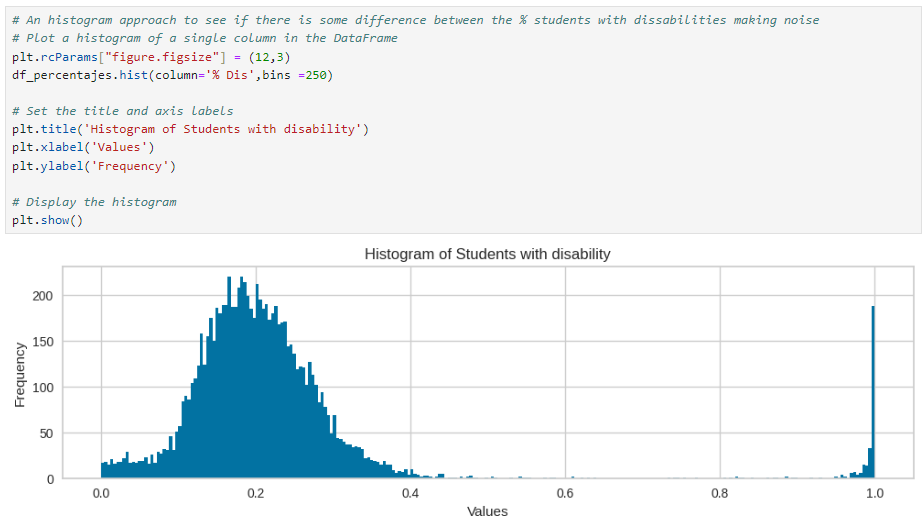 # An histogram approach to see if there is some difference between the % students with dissabilities making noise
# Plot a histogram of a single column in the DataFrame
plt.rcParams["figure.figsize"] = (12,3)
df_percentajes.hist(column='% Dis',bins =250)
# Set the title and axis labels
plt.title('Histogram of Students with disability')
plt.xlabel('Values')
plt.ylabel('Frequency')
# Display the histogram
plt.show()
Histogram of Students with disability
200
150
100
50
0
Frequency
0.0 0.2 0.4 0.6 0.8 1.0
Values